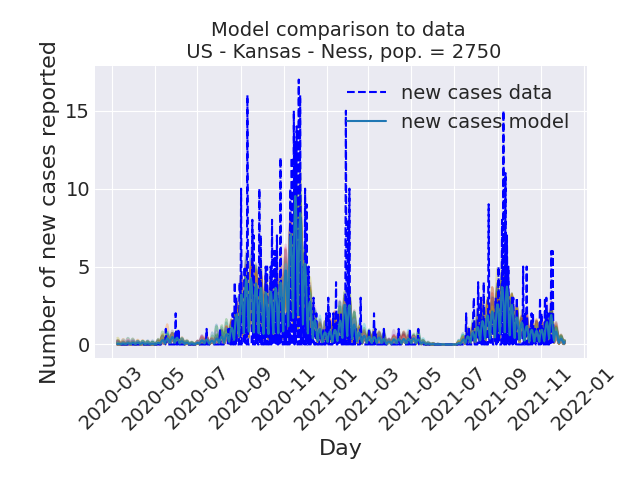 Model comparison to data
US - Kansas - Ness, pop. = 2750
Number of new cases reported
15
10
5
0
new cases data
new cases model
2020-03
2020-05
2020-07
2020-09
2020-11
2021-01
2021-03
2021-05
2021-07
2021-09
2021-11
2022-01
Day